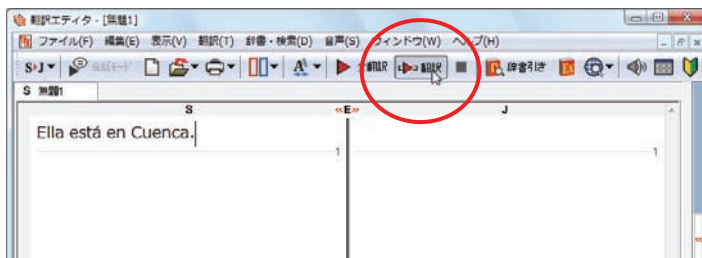 翻訳エディタ - [無題1]
ファイル(F) 編集(E) 表示(V) 翻訳(T) 辞書・検索(D) 音声(S) ウィンドウ(W) ヘルプ(H)
S›J 全翻訳 翻訳 辞書引き
S 無題1
S «E» J
Ella está en Cuenca.
1 1